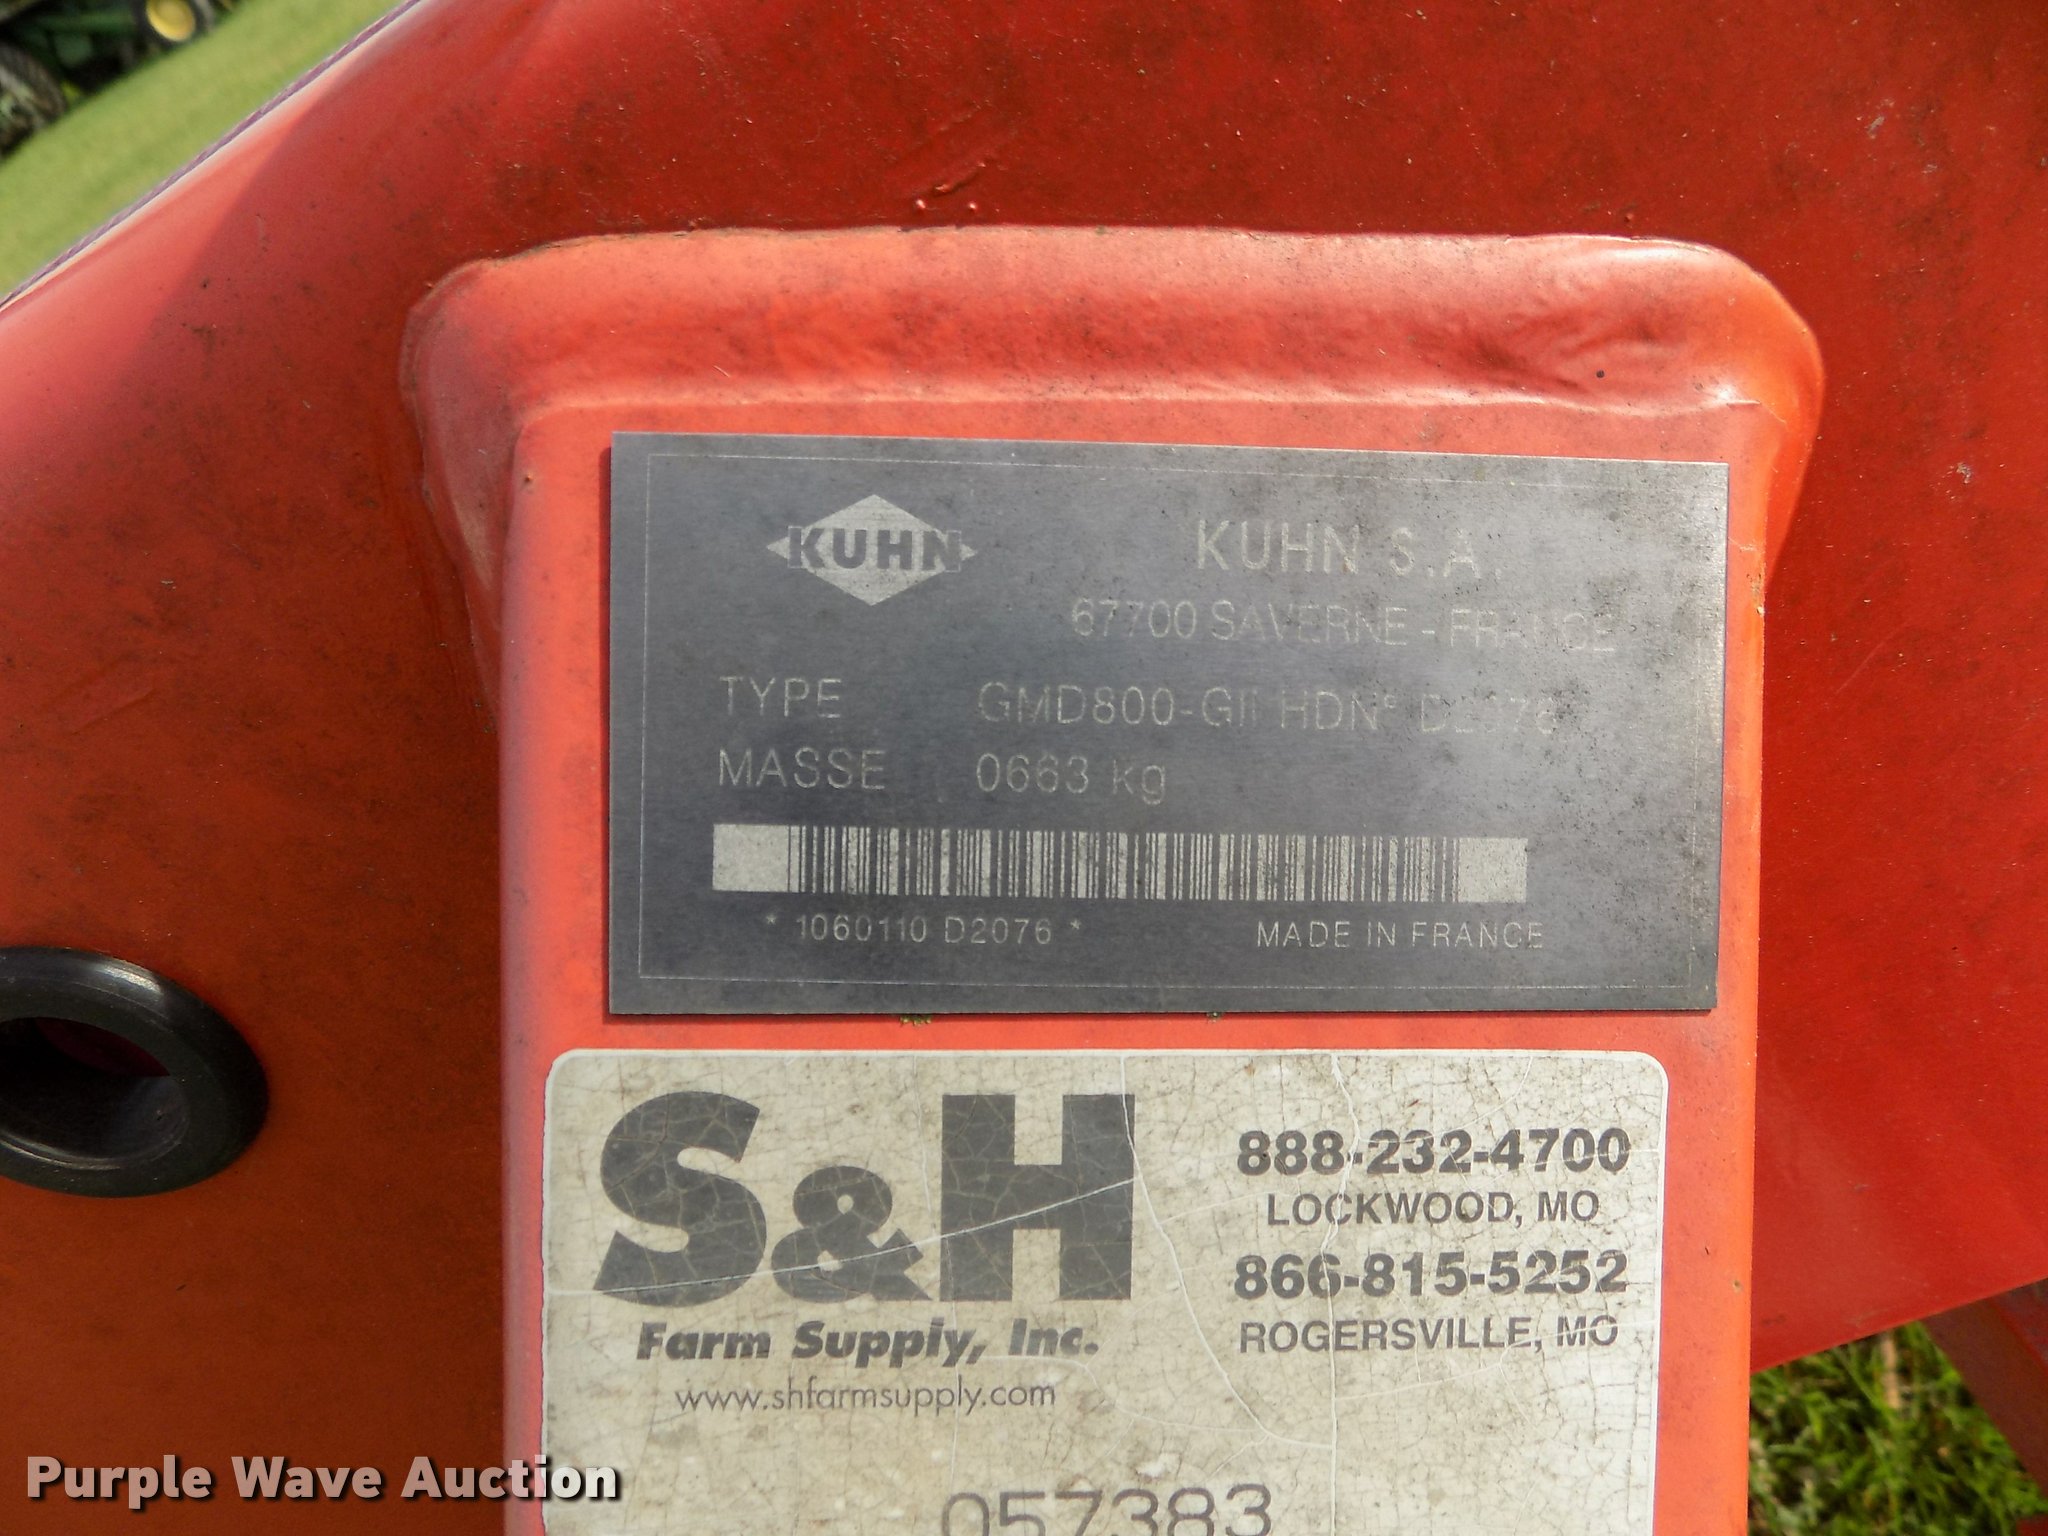 KUHN
KUHN S.A.
67700 SAVERNE - FRANCE
TYPE GMD800-GII HDN° D2076
MASSE 0663 kg
* 1060110 D2076 * MADE IN FRANCE
S&H
Farm Supply, Inc.
www.shfarmsupply.com
888-232-4700
LOCKWOOD, MO
866-815-5252
ROGERSVILLE, MO
057383
Purple Wave Auction